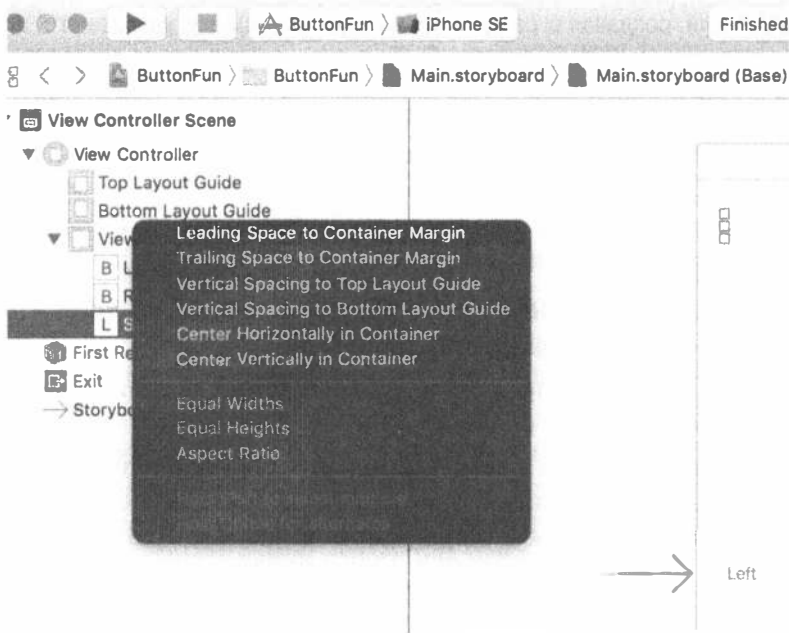 ButtonFun iPhone SE Finished
ButtonFun ButtonFun Main.storyboard Main.storyboard (Base)
View Controller Scene
View Controller
Top Layout Guide
Bottom Layout Guide
View
Leading Space to Container Margin
Trailing Space to Container Margin
B L
Vertical Spacing to Top Layout Guide
B R
Vertical Spacing to Bottom Layout Guide
L S
Center Horizontally in Container
First Re
Center Vertically in Container
Exit
Equal Widths
Storybo
Equal Heights
Aspect Ratio
Left